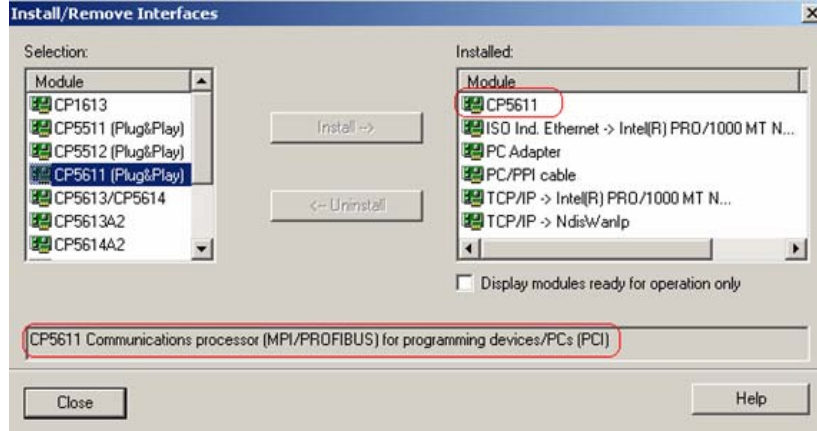 Install/Remove Interfaces
Selection:
Module
CP1613
CP5511 (Plug&Play)
CP5512 (Plug&Play)
CP5611 (Plug&Play)
CP5613/CP5614
CP5613A2
CP5614A2
Install -->
<-- Uninstall
Installed:
Module
CP5611
ISO Ind. Ethernet -> Intel(R) PRO/1000 MT N...
PC Adapter
PC/PPI cable
TCP/IP -> Intel(R) PRO/1000 MT N...
TCP/IP -> NdisWanIp
Display modules ready for operation only
CP5611 Communications processor (MPI/PROFIBUS) for programming devices/PCs (PCI)
Close
Help